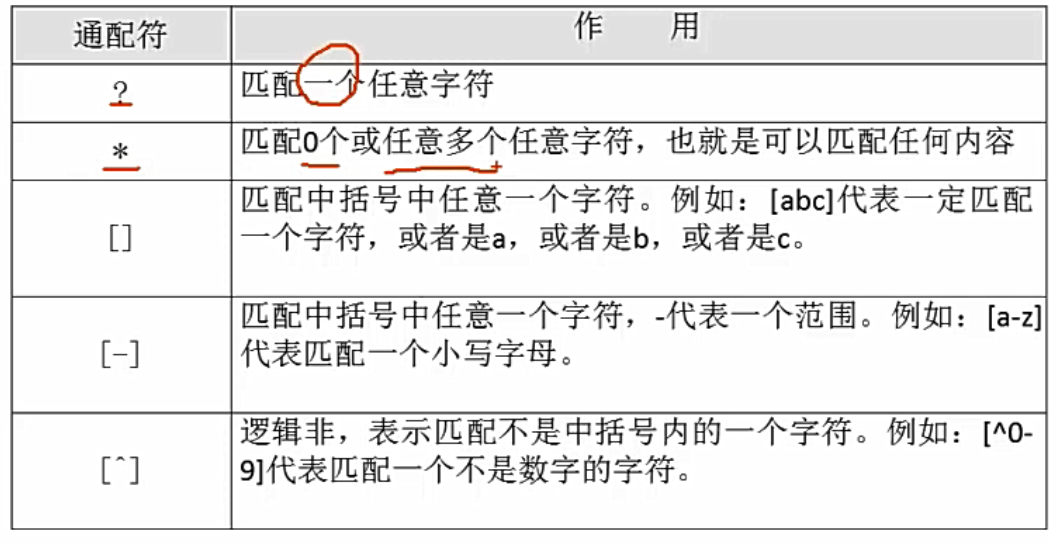 通配符 作 用
? 匹配一个任意字符
* 匹配0个或任意多个任意字符，也就是可以匹配任何内容
匹配中括号中任意一个字符。例如：[abc]代表一定匹配
[] 一个字符，或者是a，或者是b，或者是c。
匹配中括号中任意一个字符，-代表一个范围。例如：[a-z]
[-] 代表匹配一个小写字母。
逻辑非，表示匹配不是中括号内的一个字符。例如：[^0-
[^] 9]代表匹配一个不是数字的字符。